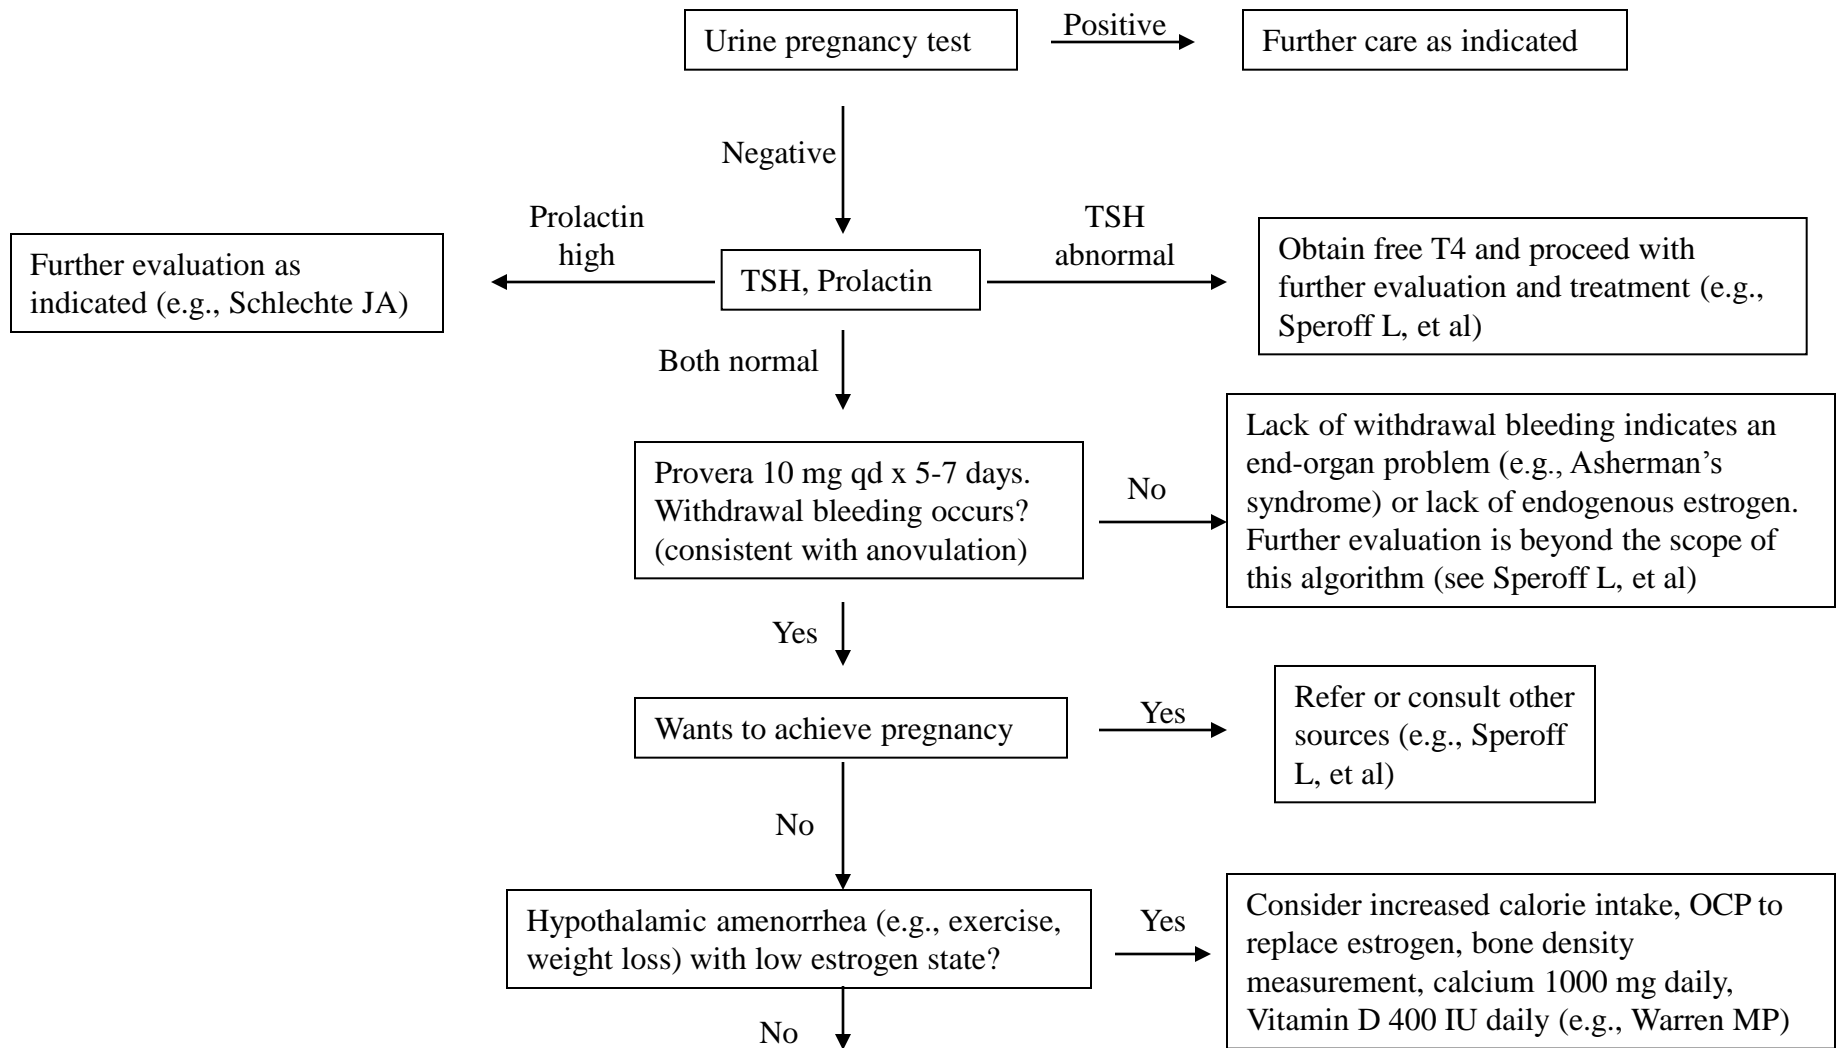 Urine pregnancy test
Positive
Further care as indicated
Negative
Prolactin
high
TSH
abnormal
Further evaluation as
indicated (e.g., Schlechte JA)
TSH, Prolactin
Obtain free T4 and proceed with
further evaluation and treatment (e.g.,
Speroff L, et al)
Both normal
Provera 10 mg qd x 5-7 days.
Withdrawal bleeding occurs?
(consistent with anovulation)
No
Lack of withdrawal bleeding indicates an
end-organ problem (e.g., Asherman’s
syndrome) or lack of endogenous estrogen.
Further evaluation is beyond the scope of
this algorithm (see Speroff L, et al)
Yes
Wants to achieve pregnancy
Yes
Refer or consult other
sources (e.g., Speroff
L, et al)
No
Hypothalamic amenorrhea (e.g., exercise,
weight loss) with low estrogen state?
Yes
Consider increased calorie intake, OCP to
replace estrogen, bone density
measurement, calcium 1000 mg daily,
Vitamin D 400 IU daily (e.g., Warren MP)
No